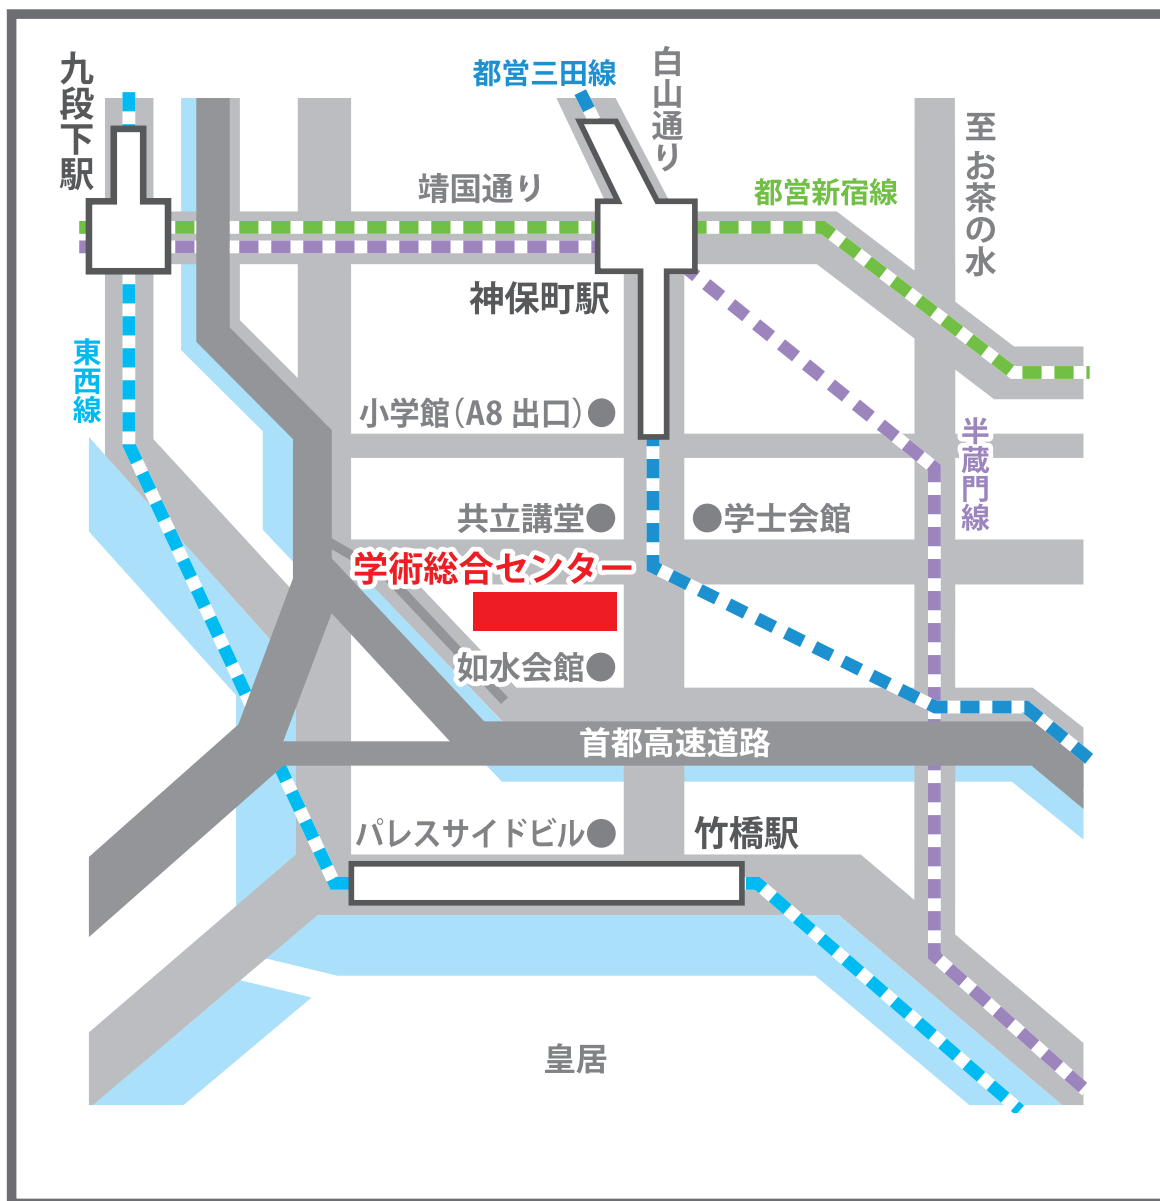 九段下駅
都営三田線
白山通り
至 お茶の水
靖国通り
都営新宿線
神保町駅
東西線
小学館（A8 出口）
半蔵門線
共立講堂
学士会館
学術総合センター
如水会館
首都高速道路
パレスサイドビル
竹橋駅
皇居